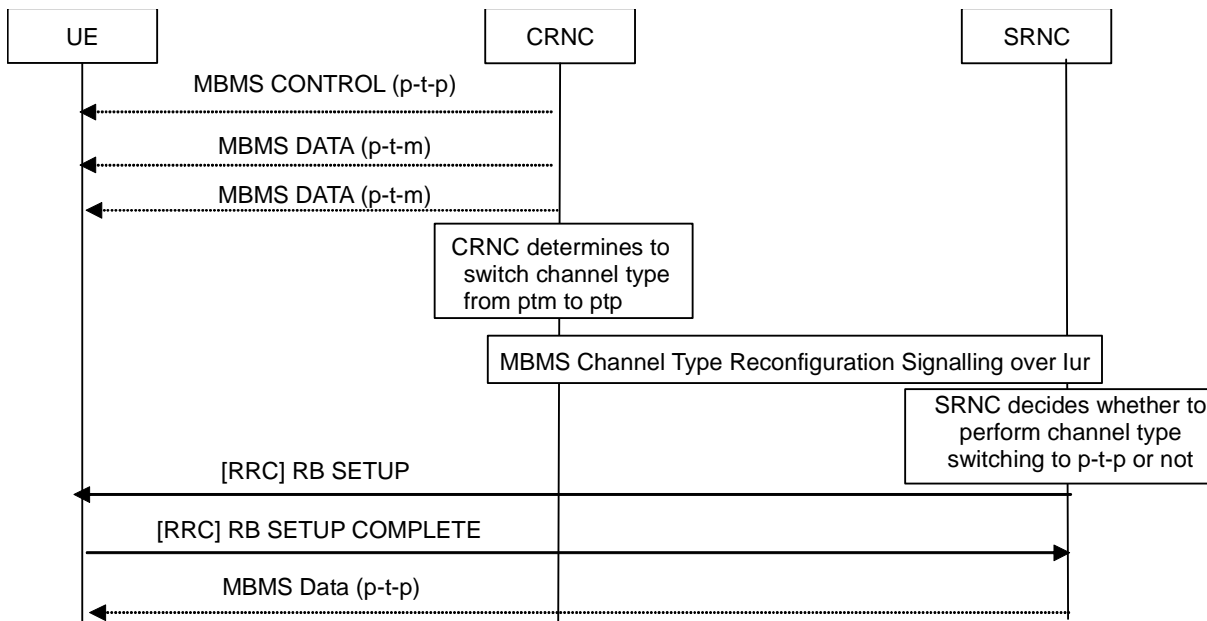 UE
CRNC
SRNC
MBMS CONTROL (p-t-p)
MBMS DATA (p-t-m)
MBMS DATA (p-t-m)
CRNC determines to
switch channel type
from ptm to ptp
MBMS Channel Type Reconfiguration Signalling over Iur
SRNC decides whether to
perform channel type
switching to p-t-p or not
[RRC] RB SETUP
[RRC] RB SETUP COMPLETE
MBMS Data (p-t-p)